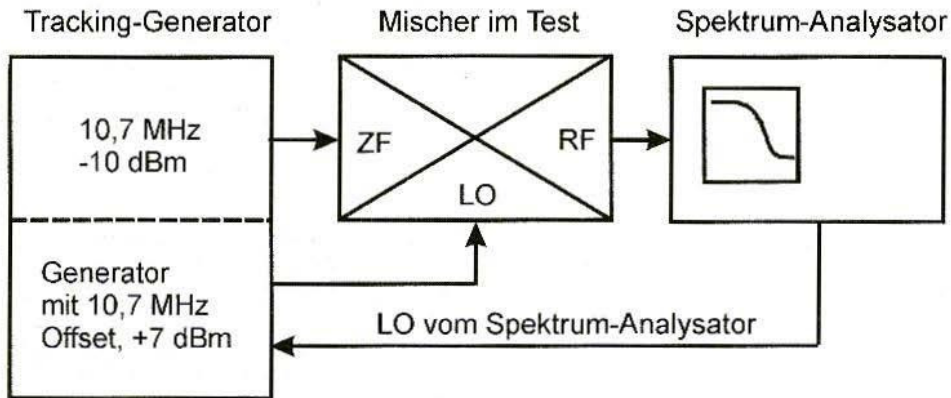 Tracking-Generator
Mischer im Test
Spektrum-Analysator
10,7 MHz
-10 dBm
ZF
RF
LO
Generator
mit 10,7 MHz
Offset, +7 dBm
LO vom Spektrum-Analysator